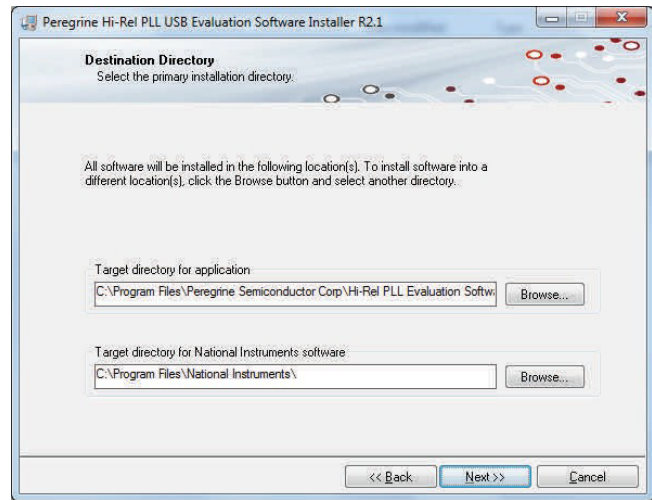 Peregrine Hi-Rel PLL USB Evaluation Software Installer R2.1
Destination Directory
Select the primary installation directory.
All software will be installed in the following location(s). To install software into a
different location(s), click the Browse button and select another directory.
Target directory for application
C:\Program Files\Peregrine Semiconductor Corp\Hi-Rel PLL Evaluation Softw
Browse...
Target directory for National Instruments software
C:\Program Files\National Instruments\
Browse...
<< Back
Next >>
Cancel